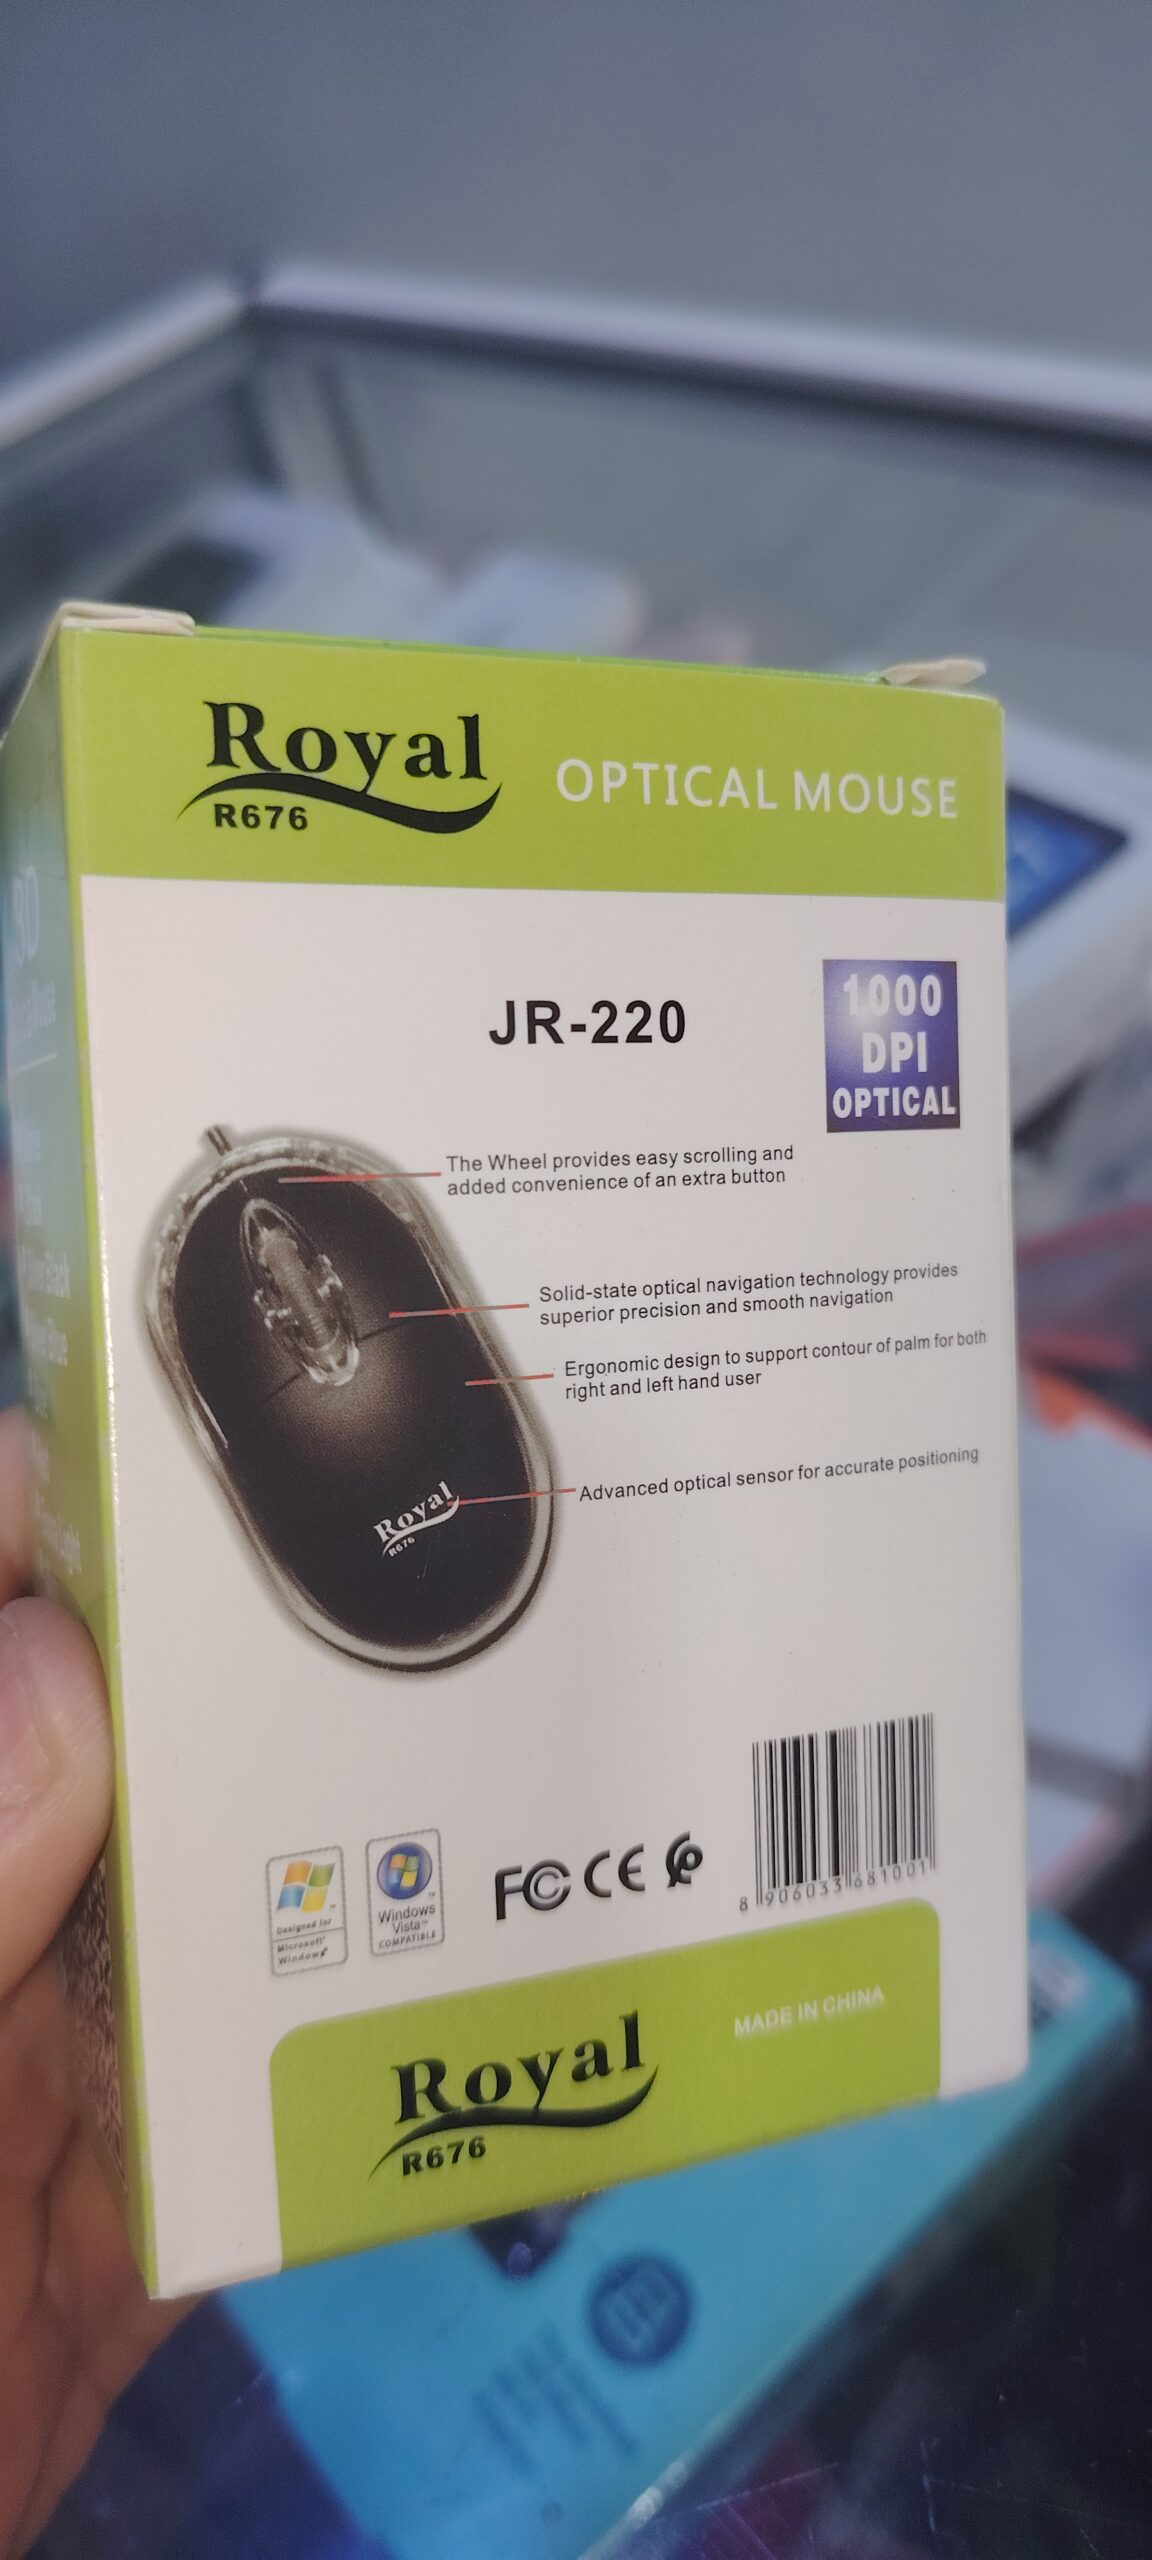 Royal
R676
OPTICAL MOUSE
JR-220
1000
DPI
OPTICAL
The Wheel provides easy scrolling and
added convenience of an extra button
Solid-state optical navigation technology provides
superior precision and smooth navigation
Ergonomic design to support contour of palm for both
right and left hand user
Advanced optical sensor for accurate positioning
Royal
R676
Designed for
Microsoft®
Windows®
Windows
Vista™
COMPATIBLE
FC CE
8 906033 681001
MADE IN CHINA
Royal
R676